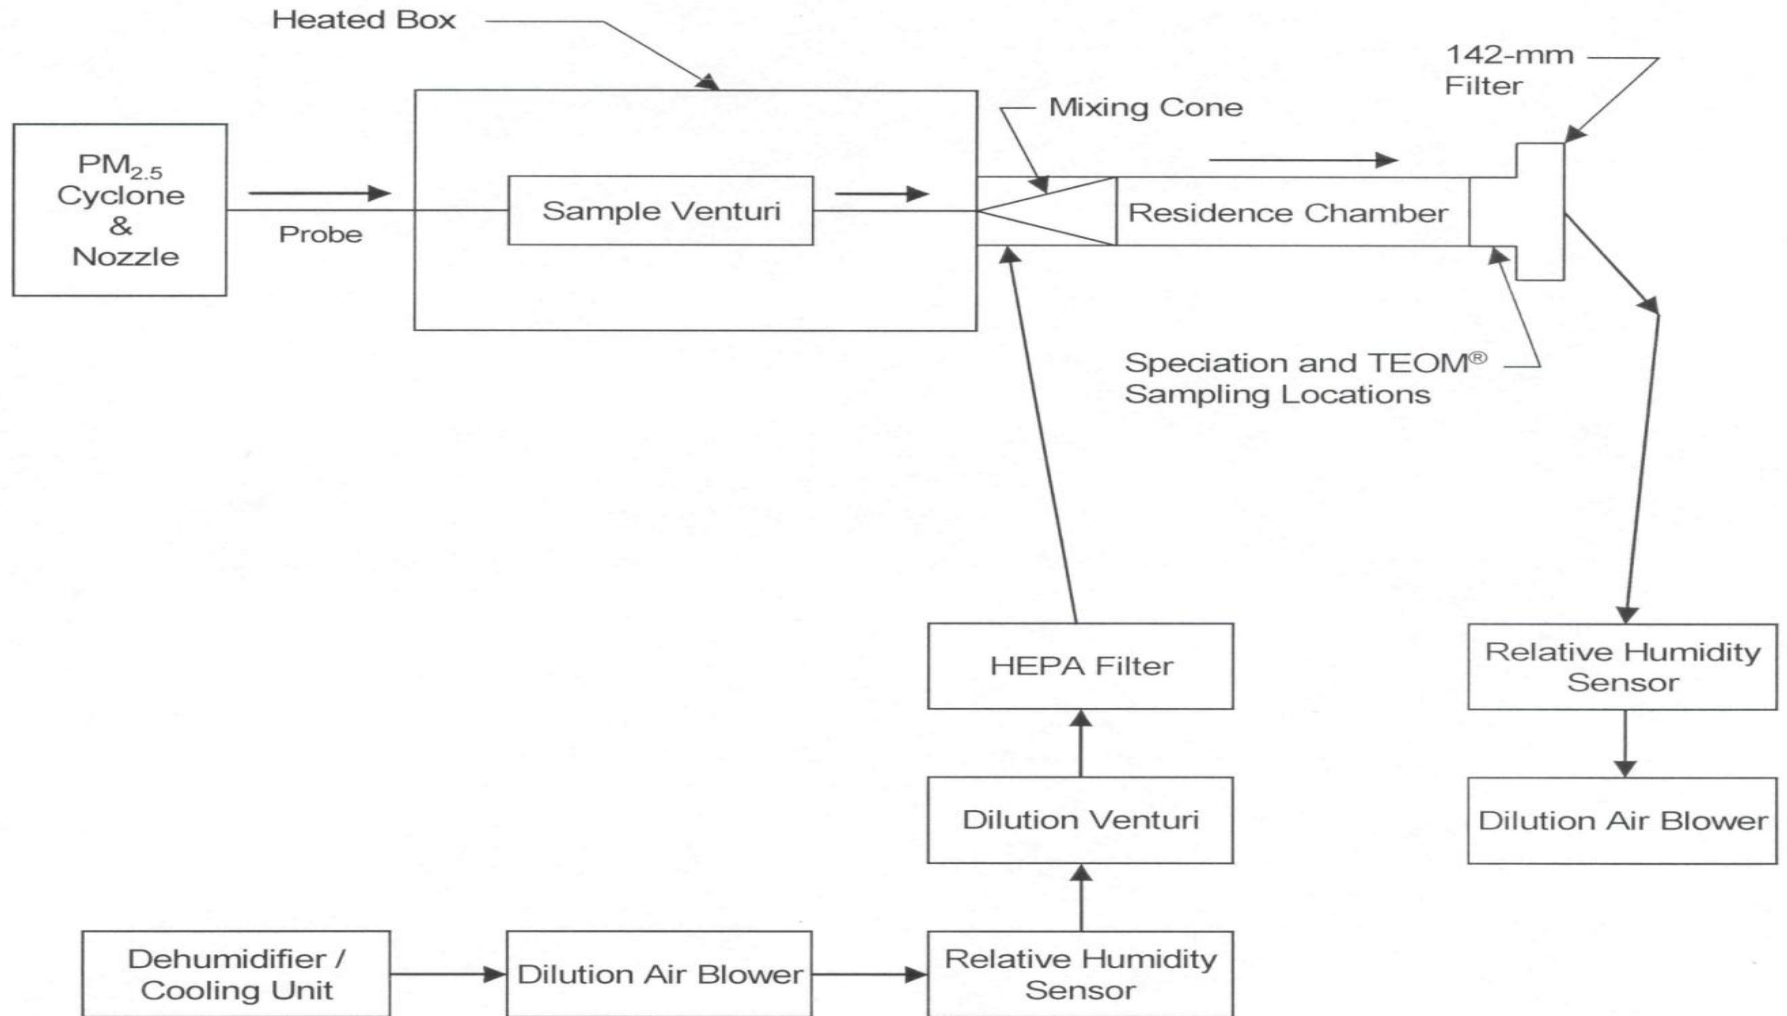 Heated Box
142-mm
Filter
Mixing Cone
PM2.5
Cyclone
&
Nozzle
Probe
Sample Venturi
Residence Chamber
Speciation and TEOM®
Sampling Locations
HEPA Filter
Relative Humidity
Sensor
Dilution Venturi
Dilution Air Blower
Dehumidifier /
Cooling Unit
Dilution Air Blower
Relative Humidity
Sensor